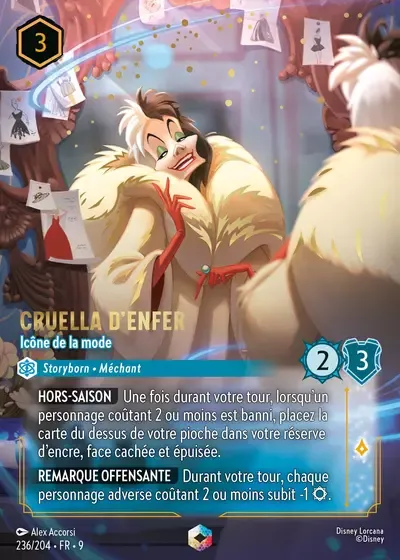 3
CRUELLA D'ENFER
Icône de la mode
Storyborn • Méchant
2
3
HORS-SAISON Une fois durant votre tour, lorsqu'un
personnage coûtant 2 ou moins est banni, placez la
carte du dessus de votre pioche dans votre réserve
d'encre, face cachée et épuisée.
REMARQUE OFFENSANTE Durant votre tour, chaque
personnage adverse coûtant 2 ou moins subit -1
Alex Accorsi
236/204 • FR • 9
Disney Lorcana
©Disney